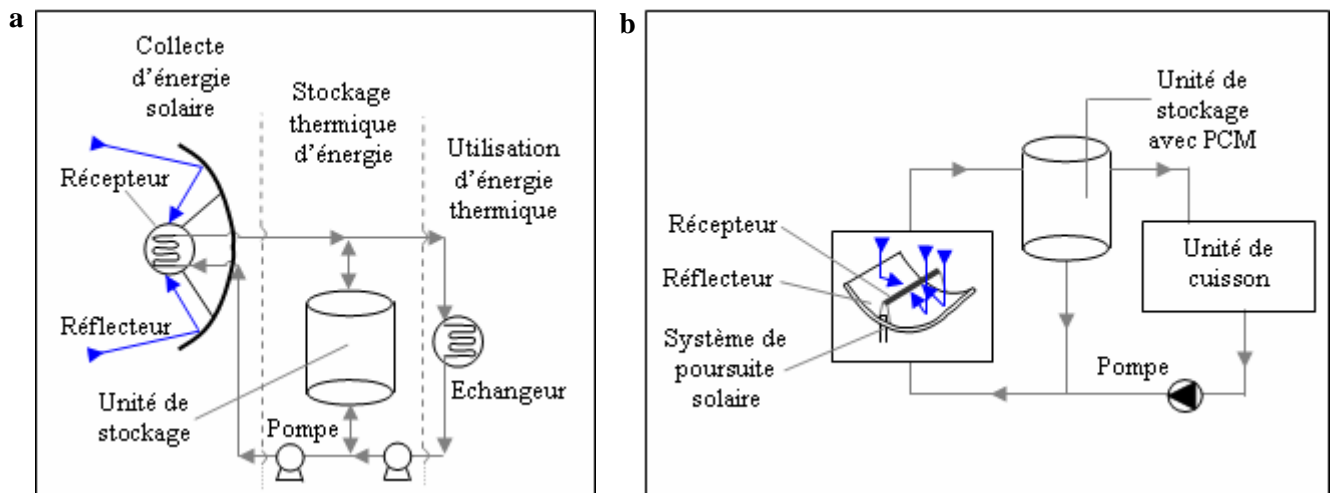 a
Collecte
d'énergie
solaire
Stockage
thermique
d'énergie
Utilisation
d'énergie
thermique
Récepteur
Réflecteur
Unité de
stockage
Pompe
Echangeur
b
Unité de
stockage
avec PCM
Récepteur
Réflecteur
Système de
poursuite
solaire
Unité de
cuisson
Pompe